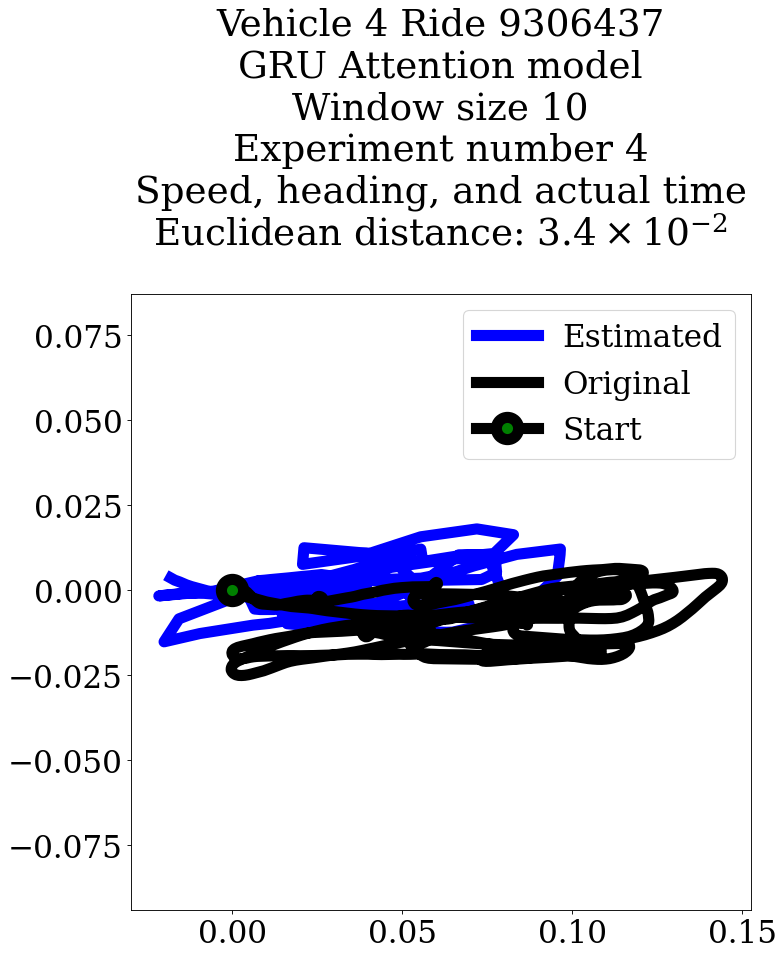 Vehicle 4 Ride 9306437
GRU Attention model
Window size 10
Experiment number 4
Speed, heading, and actual time
Euclidean distance: 3.4 × 10⁻²
Estimated
Original
Start
0.075
0.050
0.025
0.000
−0.025
−0.050
−0.075
0.00 0.05 0.10 0.15